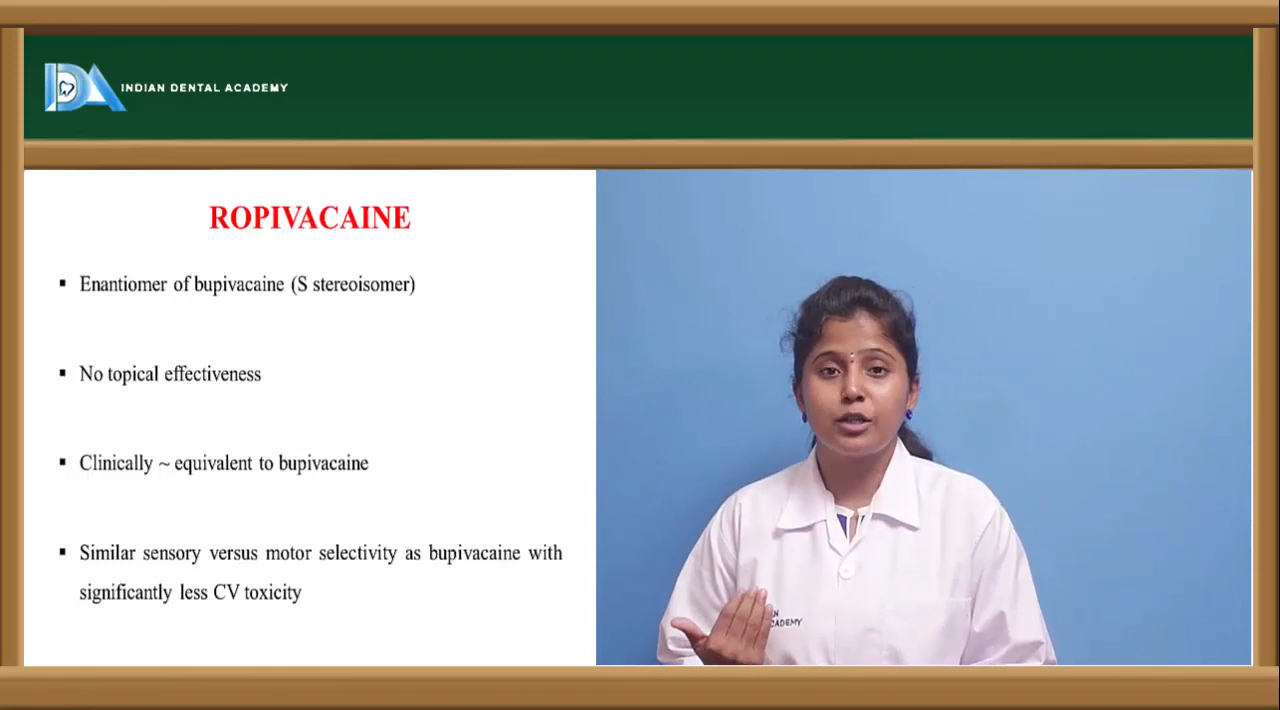 INDIAN DENTAL ACADEMY
ROPIVACAINE
▪ Enantiomer of bupivacaine (S stereoisomer)
▪ No topical effectiveness
▪ Clinically ~ equivalent to bupivacaine
▪ Similar sensory versus motor selectivity as bupivacaine with
significantly less CV toxicity
CADEMY